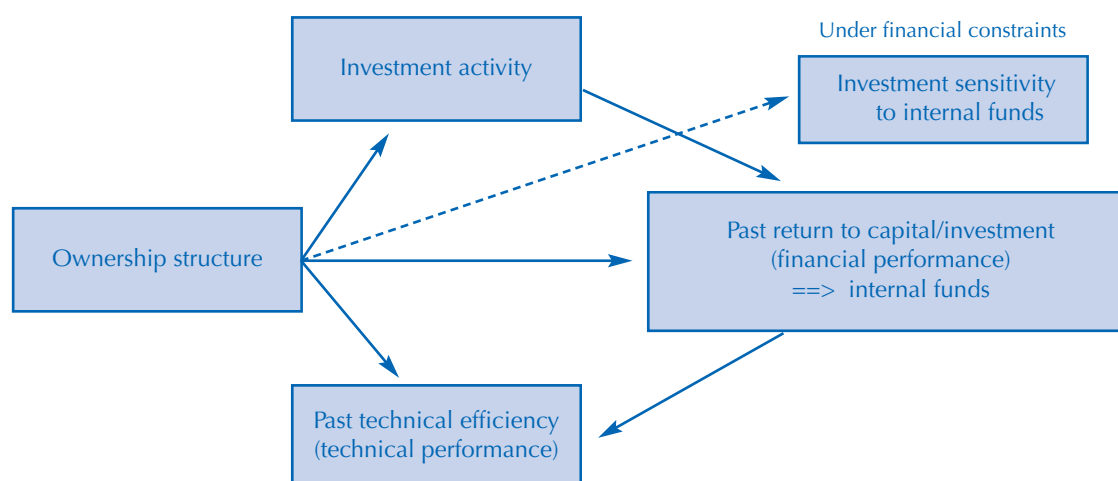 Under financial constraints
Investment activity
Investment sensitivity
to internal funds
Ownership structure
Past return to capital/investment
(financial performance)
==> internal funds
Past technical efficiency
(technical performance)